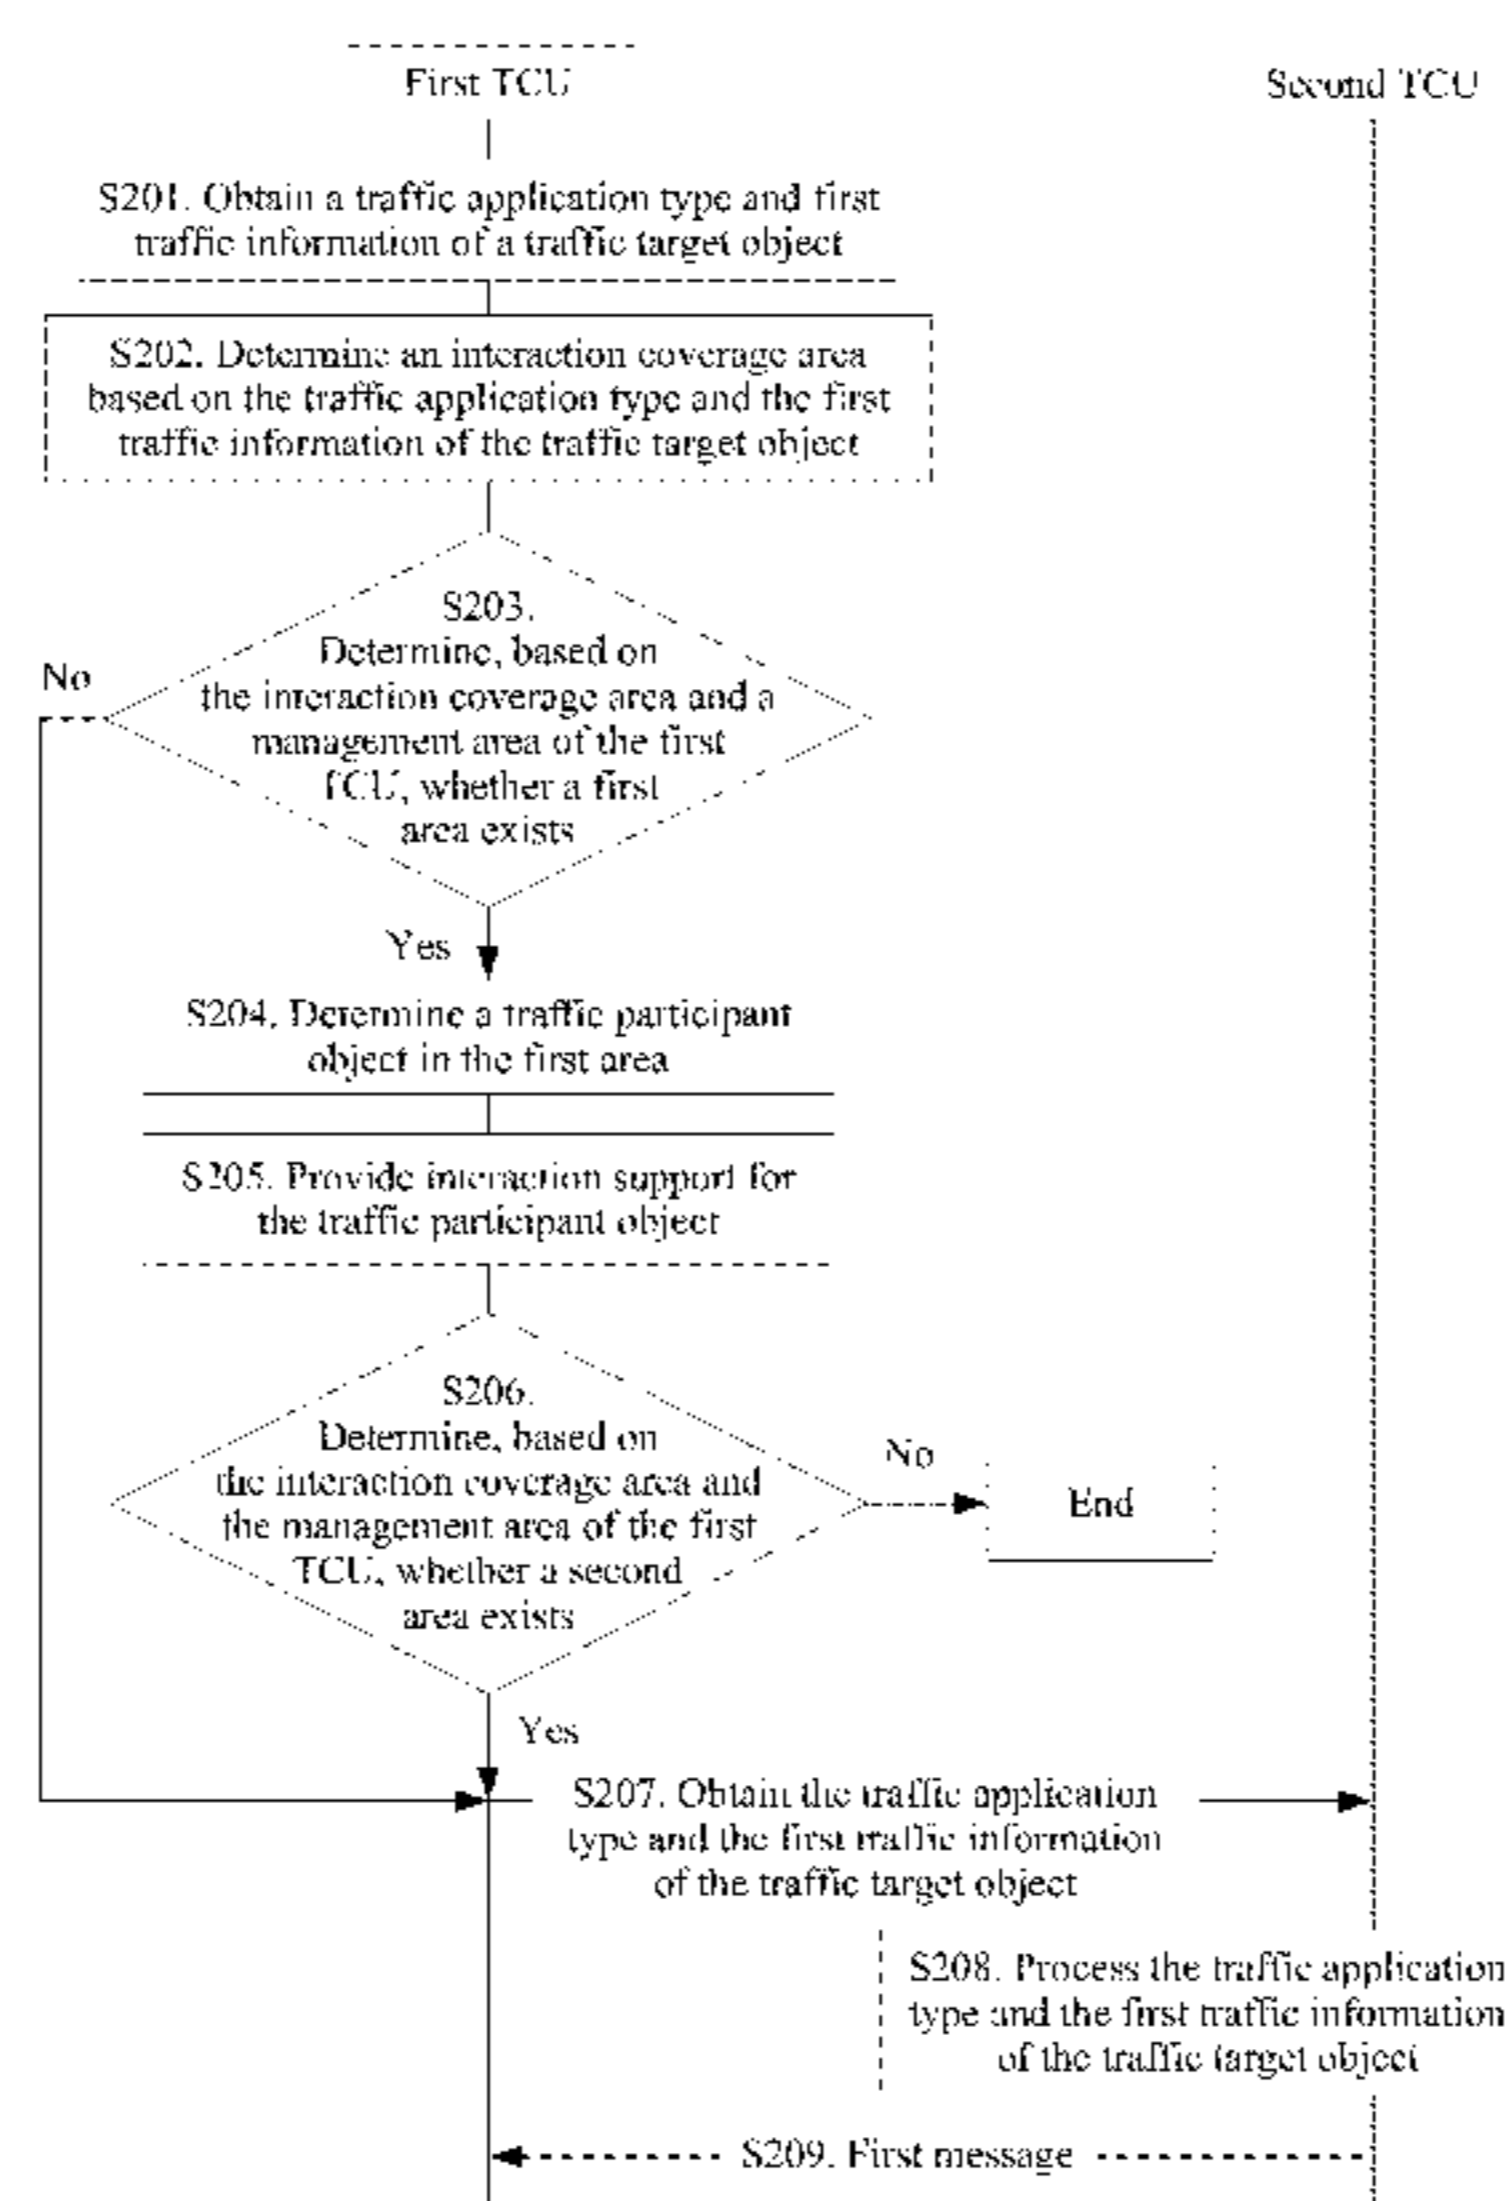 First TCU
Second TCU
S201. Obtain a traffic application type and first
traffic information of a traffic target object
S202. Determine an interaction coverage area
based on the traffic application type and the first
traffic information of the traffic target object
S203.
Determine, based on
the interaction coverage area and a
management area of the first
TCU, whether a first
area exists
No
Yes
S204. Determine a traffic participant
object in the first area
S205. Provide interaction support for
the traffic participant object
S206.
Determine, based on
the interaction coverage area and
the management area of the first
TCU, whether a second
area exists
No
End
Yes
S207. Obtain the traffic application
type and the first traffic information
of the traffic target object
S208. Process the traffic application
type and the first traffic information
of the traffic target object
S209. First message